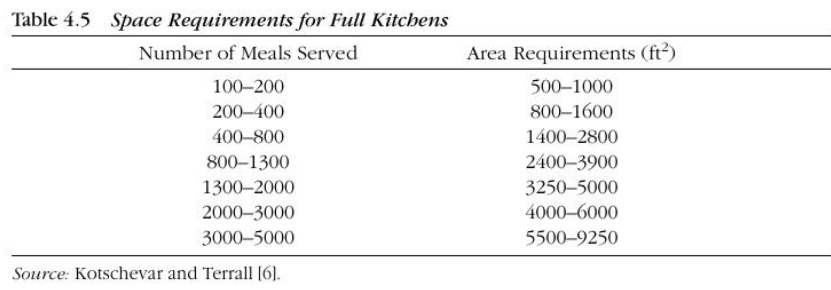 Table 4.5 Space Requirements for Full Kitchens
Number of Meals Served Area Requirements (ft²)
100–200 500–1000
200–400 800–1600
400–800 1400–2800
800–1300 2400–3900
1300–2000 3250–5000
2000–3000 4000–6000
3000–5000 5500–9250
Source: Kotschevar and Terrall [6].